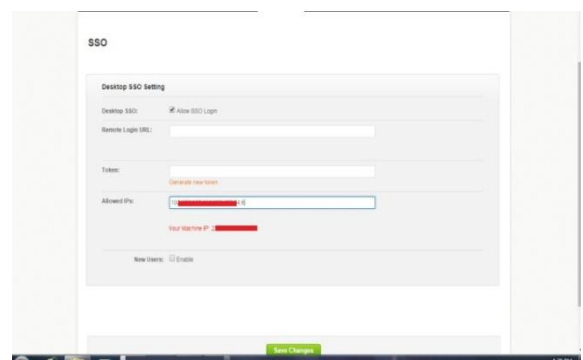 SSO
Desktop SSO Setting
Desktop SSO: Allow SSO Login
Remote Login URL:
Token:
Generate new token
Allowed IPs:
Your Machine IP: 2
New Users: Enable
Save Changes